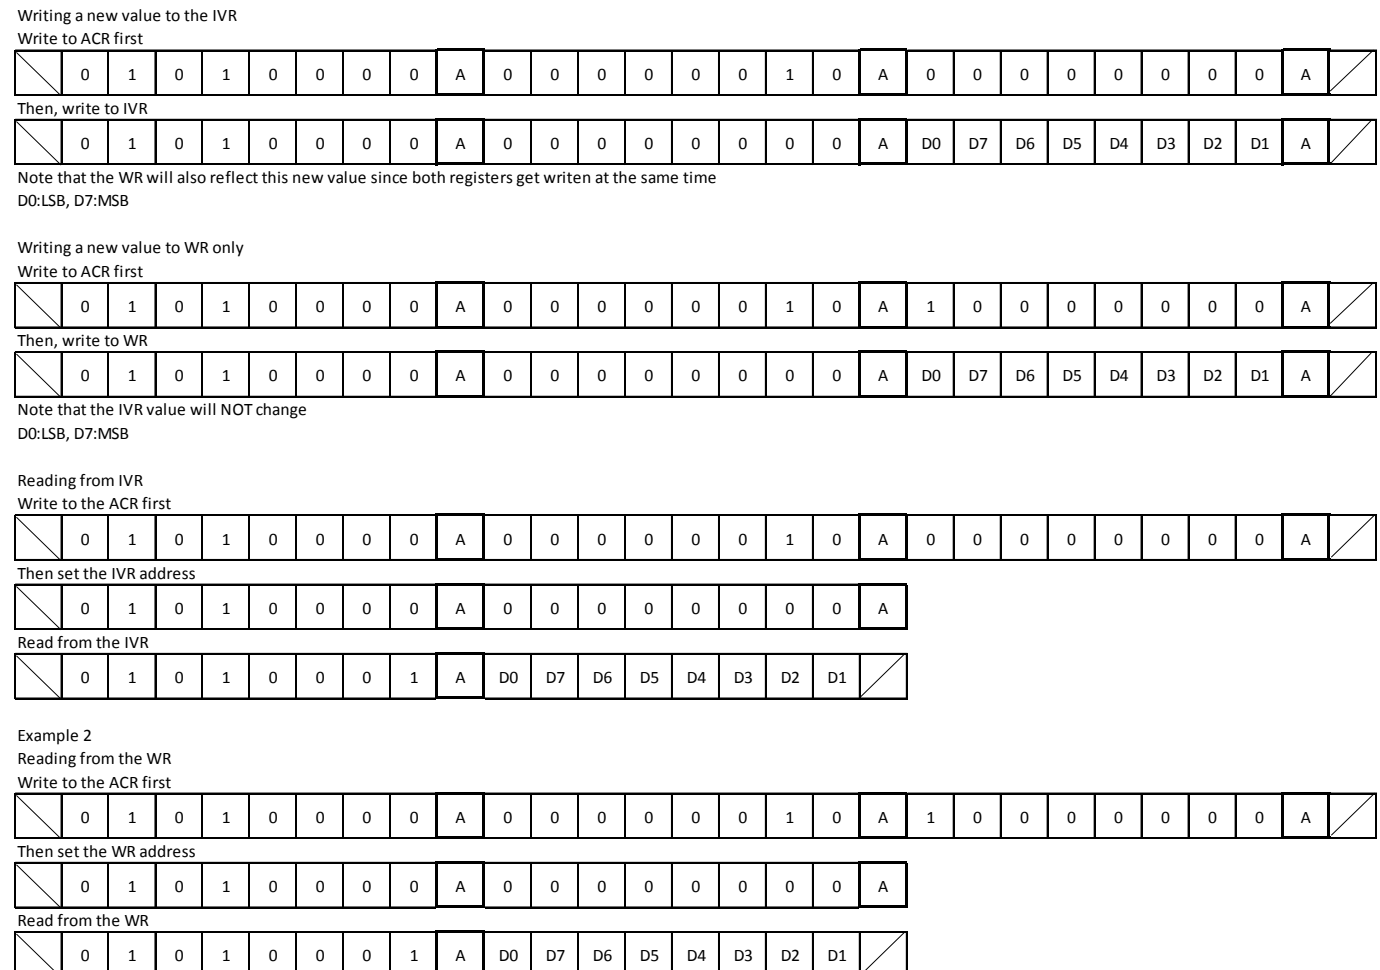 Writing a new value to the IVR
Write to ACR first
0 1 0 1 0 0 0 0 A 0 0 0 0 0 0 1 0 A 0 0 0 0 0 0 0 0 A
Then, write to IVR
0 1 0 1 0 0 0 0 A 0 0 0 0 0 0 0 0 A D0 D7 D6 D5 D4 D3 D2 D1 A
Note that the WR will also reflect this new value since both registers get writen at the same time
D0:LSB, D7:MSB
Writing a new value to WR only
Write to ACR first
0 1 0 1 0 0 0 0 A 0 0 0 0 0 0 1 0 A 1 0 0 0 0 0 0 0 A
Then, write to WR
0 1 0 1 0 0 0 0 A 0 0 0 0 0 0 0 0 A D0 D7 D6 D5 D4 D3 D2 D1 A
Note that the IVR value will NOT change
D0:LSB, D7:MSB
Reading from IVR
Write to the ACR first
0 1 0 1 0 0 0 0 A 0 0 0 0 0 0 1 0 A 0 0 0 0 0 0 0 0 A
Then set the IVR address
0 1 0 1 0 0 0 0 A 0 0 0 0 0 0 0 0 A
Read from the IVR
0 1 0 1 0 0 0 1 A D0 D7 D6 D5 D4 D3 D2 D1
Example 2
Reading from the WR
Write to the ACR first
0 1 0 1 0 0 0 0 A 0 0 0 0 0 0 1 0 A 1 0 0 0 0 0 0 0 A
Then set the WR address
0 1 0 1 0 0 0 0 A 0 0 0 0 0 0 0 0 A
Read from the WR
0 1 0 1 0 0 0 1 A D0 D7 D6 D5 D4 D3 D2 D1